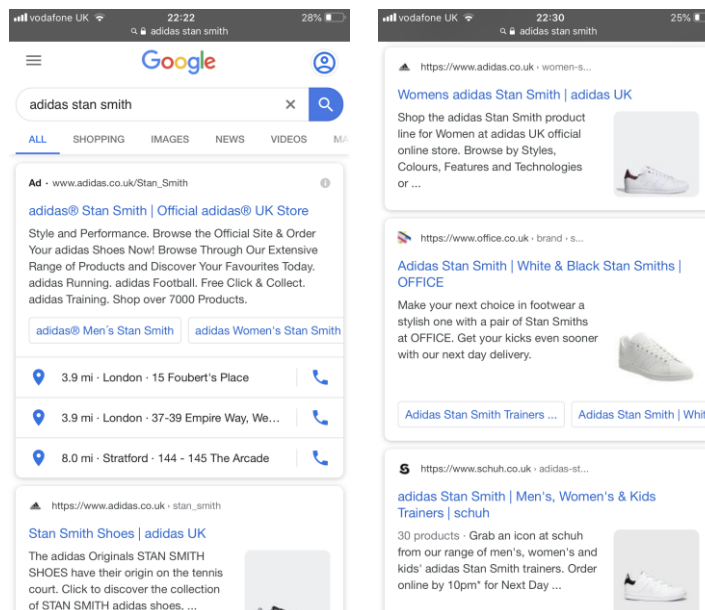 vodafone UK 22:22 28%
adidas stan smith
Google
adidas stan smith
ALL SHOPPING IMAGES NEWS VIDEOS MA
Ad · www.adidas.co.uk/Stan_Smith
adidas® Stan Smith | Official adidas® UK Store
Style and Performance. Browse the Official Site & Order
Your adidas Shoes Now! Browse Through Our Extensive
Range of Products and Discover Your Favourites Today.
adidas Running. adidas Football. Free Click & Collect.
adidas Training. Shop over 7000 Products.
adidas® Men´s Stan Smith adidas Women's Stan Smith
3.9 mi · London · 15 Foubert's Place
3.9 mi · London · 37-39 Empire Way, We...
8.0 mi · Stratford · 144 - 145 The Arcade
https://www.adidas.co.uk › stan_smith
Stan Smith Shoes | adidas UK
The adidas Originals STAN SMITH
SHOES have their origin on the tennis
court. Click to discover the collection
of STAN SMITH adidas shoes. ...
vodafone UK 22:30 25%
adidas stan smith
https://www.adidas.co.uk › women-s...
Womens adidas Stan Smith | adidas UK
Shop the adidas Stan Smith product
line for Women at adidas UK official
online store. Browse by Styles,
Colours, Features and Technologies
or ...
https://www.office.co.uk › brand › s...
Adidas Stan Smith | White & Black Stan Smiths |
OFFICE
Make your next choice in footwear a
stylish one with a pair of Stan Smiths
at OFFICE. Get your kicks even sooner
with our next day delivery.
Adidas Stan Smith Trainers ... Adidas Stan Smith | Whit
https://www.schuh.co.uk › adidas-st...
adidas Stan Smith | Men's, Women's & Kids
Trainers | schuh
30 products · Grab an icon at schuh
from our range of men's, women's and
kids' adidas Stan Smith trainers. Order
online by 10pm* for Next Day ...